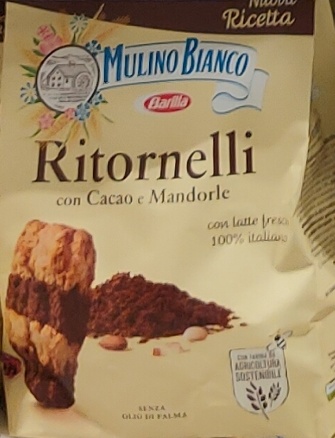 Nuova
Ricetta
MULINO BIANCO
Barilla
Ritornelli
con Cacao e Mandorle
con latte fresco
100% italiano
CON FARINA DA
AGRICOLTURA
SOSTENIBILE
SENZA
OLIO DI PALMA